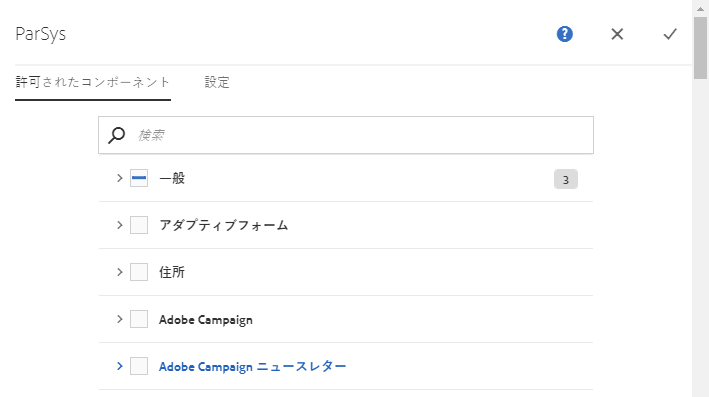 ParSys
許可されたコンポーネント 設定
検索
一般 3
アダプティブフォーム
住所
Adobe Campaign
Adobe Campaign ニュースレター